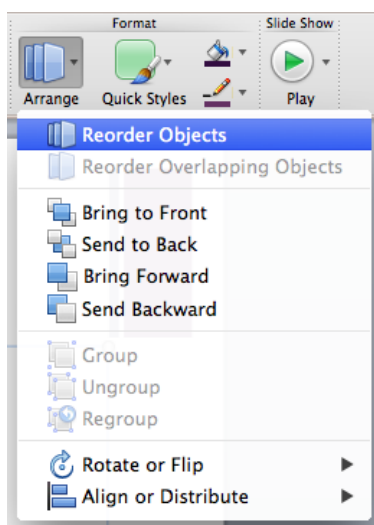 Format
Slide Show
Arrange
Quick Styles
Play
Reorder Objects
Reorder Overlapping Objects
Bring to Front
Send to Back
Bring Forward
Send Backward
Group
Ungroup
Regroup
Rotate or Flip
Align or Distribute